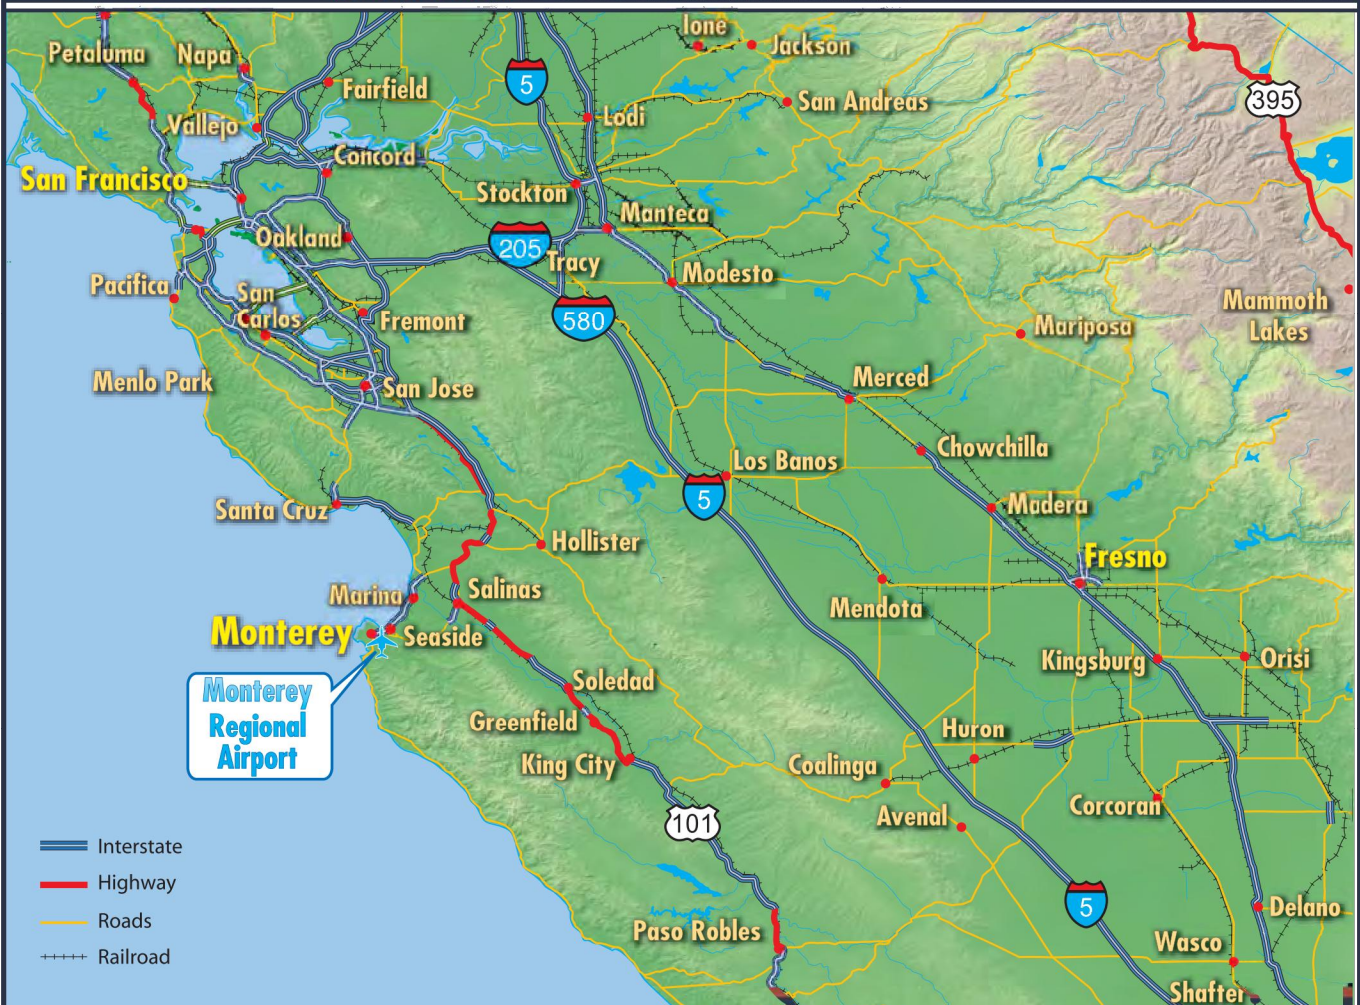 Ione
Petaluma
Napa
Jackson
Fairfield
5
395
San Andreas
Lodi
Vallejo
Concord
San Francisco
Stockton
Manteca
Oakland
205
Tracy
Modesto
Pacifica
San
Carlos
Mammoth
Lakes
580
Fremont
Mariposa
Menlo Park
San Jose
Merced
Chowchilla
Los Banos
5
Santa Cruz
Madera
Hollister
Fresno
Marina
Salinas
Mendota
Monterey
Seaside
Kingsburg
Orisi
Monterey
Regional
Airport
Soledad
Greenfield
Huron
King City
Coalinga
101
Avenal
Corcoran
Interstate
Highway
Roads
Railroad
5
Delano
Paso Robles
Wasco
Shafter